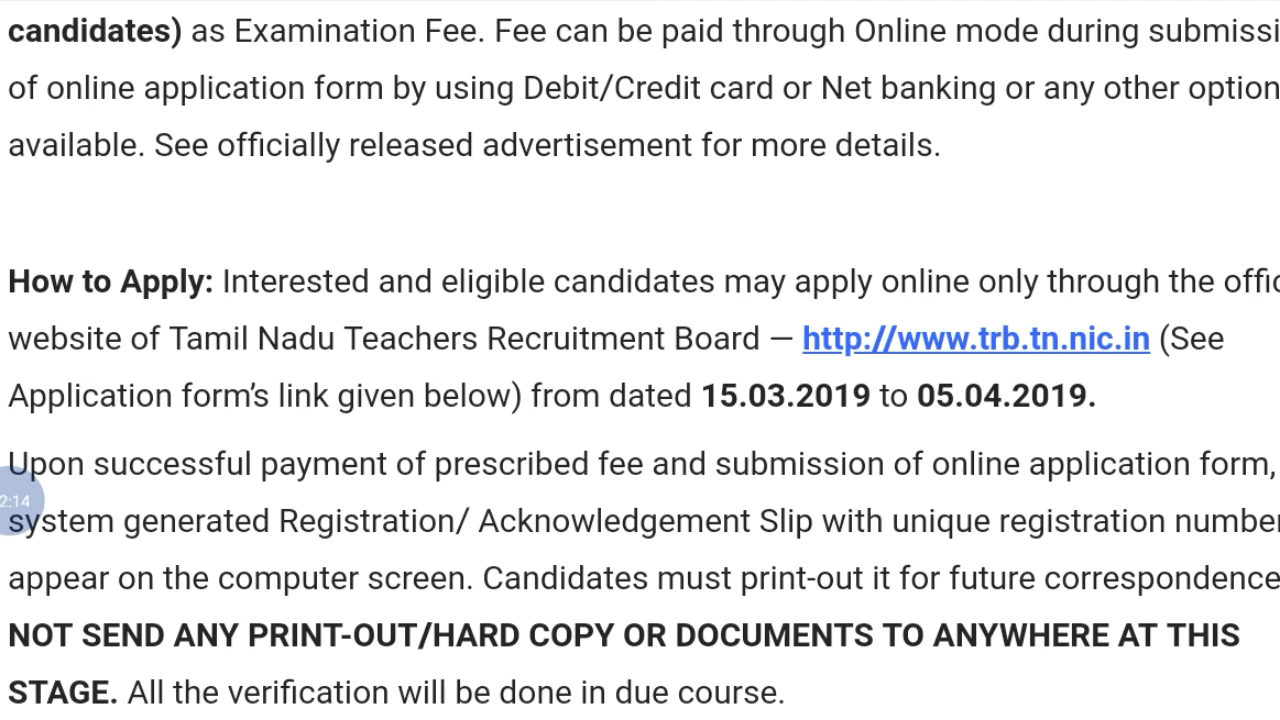 candidates) as Examination Fee. Fee can be paid through Online mode during submissi
of online application form by using Debit/Credit card or Net banking or any other option
available. See officially released advertisement for more details.
How to Apply: Interested and eligible candidates may apply online only through the offic
website of Tamil Nadu Teachers Recruitment Board – http://www.trb.tn.nic.in (See
Application form’s link given below) from dated 15.03.2019 to 05.04.2019.
Upon successful payment of prescribed fee and submission of online application form,
2:14
system generated Registration/ Acknowledgement Slip with unique registration number
appear on the computer screen. Candidates must print-out it for future correspondence
NOT SEND ANY PRINT-OUT/HARD COPY OR DOCUMENTS TO ANYWHERE AT THIS
STAGE. All the verification will be done in due course.